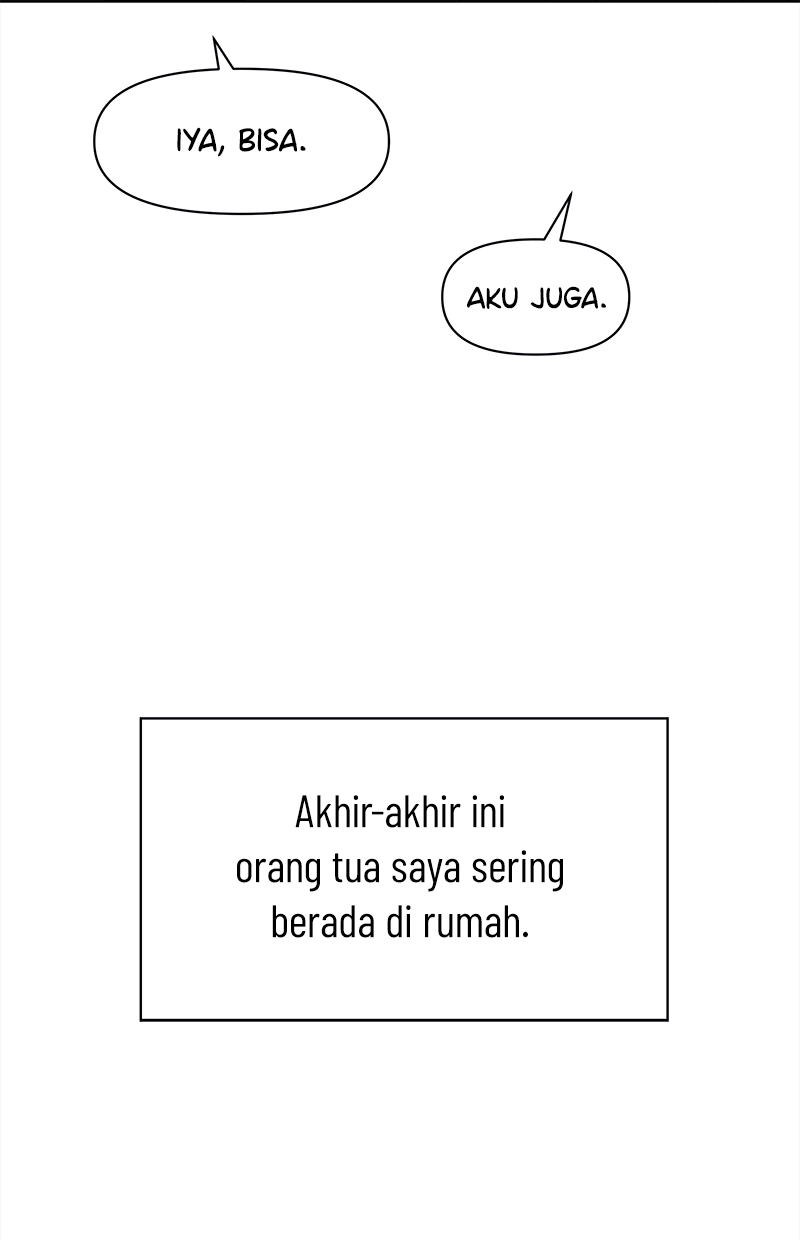 IYA, BISA.
AKU JUGA.
Akhir-akhir ini
orang tua saya sering
berada di rumah.